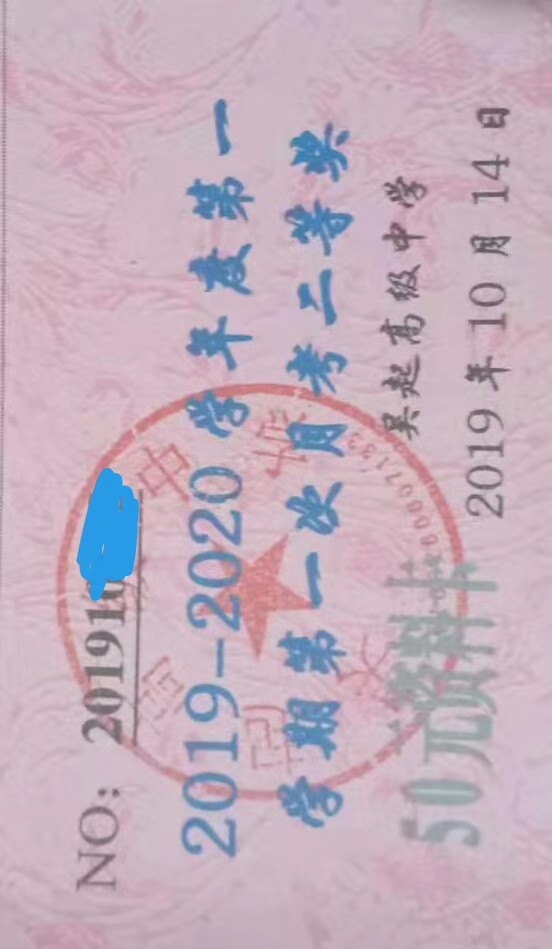 NO: 201910
2019-2020学年度第一
学期第一次月考二等奖
50元资料卡
吴起高级中学
2019年10月14日